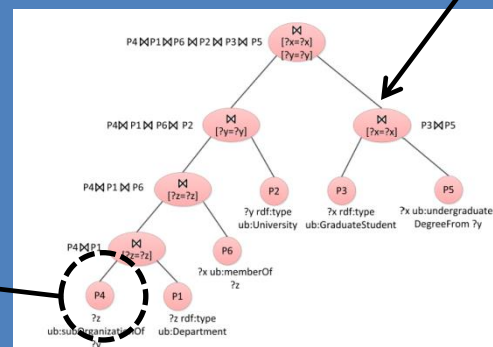 P4⋈P1⋈P6 ⋈P2 ⋈ P3⋈ P5
⋈
[?x=?x]
[?y=?y]
P4⋈ P1⋈ P6⋈ P2
⋈
[?y=?y]
⋈
[?x=?x]
P3⋈P5
P4⋈P1⋈ P6
⋈
[?z=?z]
P2
?y rdf:type
ub:University
P3
?x rdf:type
ub:GraduateStudent
P5
?x ub:undergraduate
DegreeFrom ?y
P4⋈P1
⋈
[?z=?z]
P6
?x ub:memberOf
?z
P4
?z
ub:subOrganizationOf
?y
P1
?z rdf:type
ub:Department